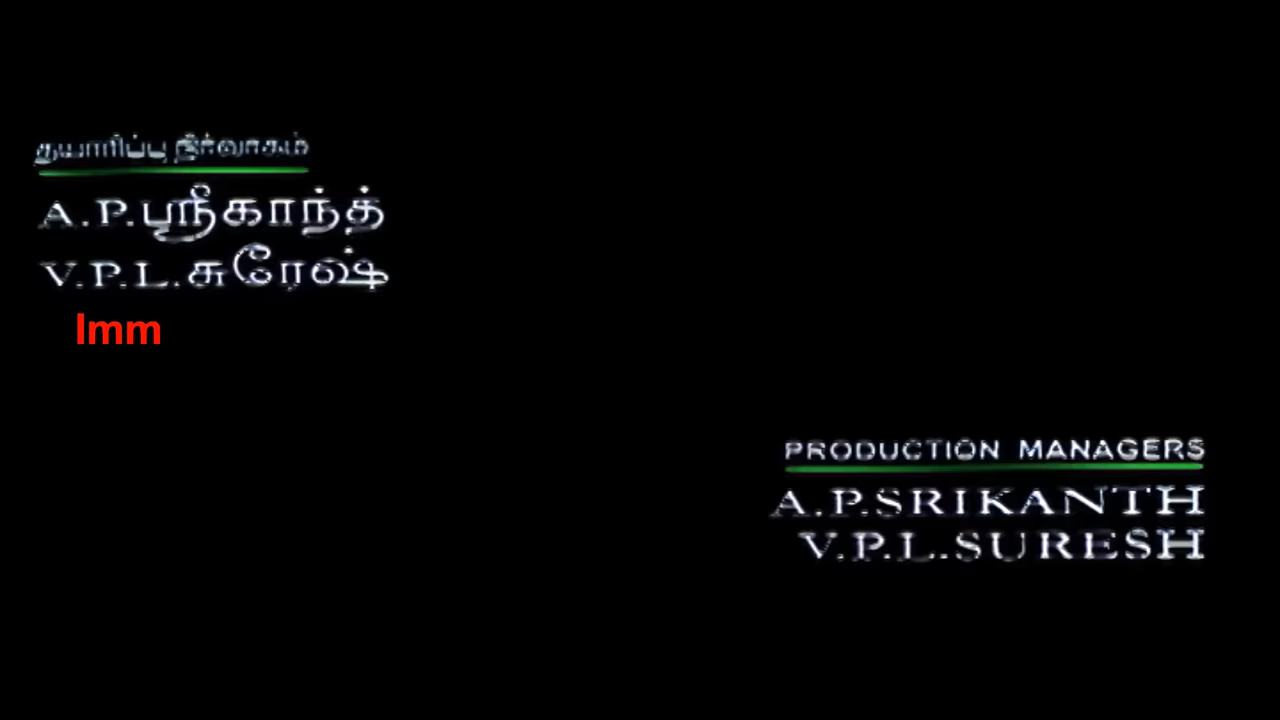 தயாரிப்பு நிர்வாகம்
A.P.ஸ்ரீகாந்த்
V.P.L.சுரேஷ்
Imm
PRODUCTION MANAGERS
A.P.SRIKANTH
V.P.L.SURESH